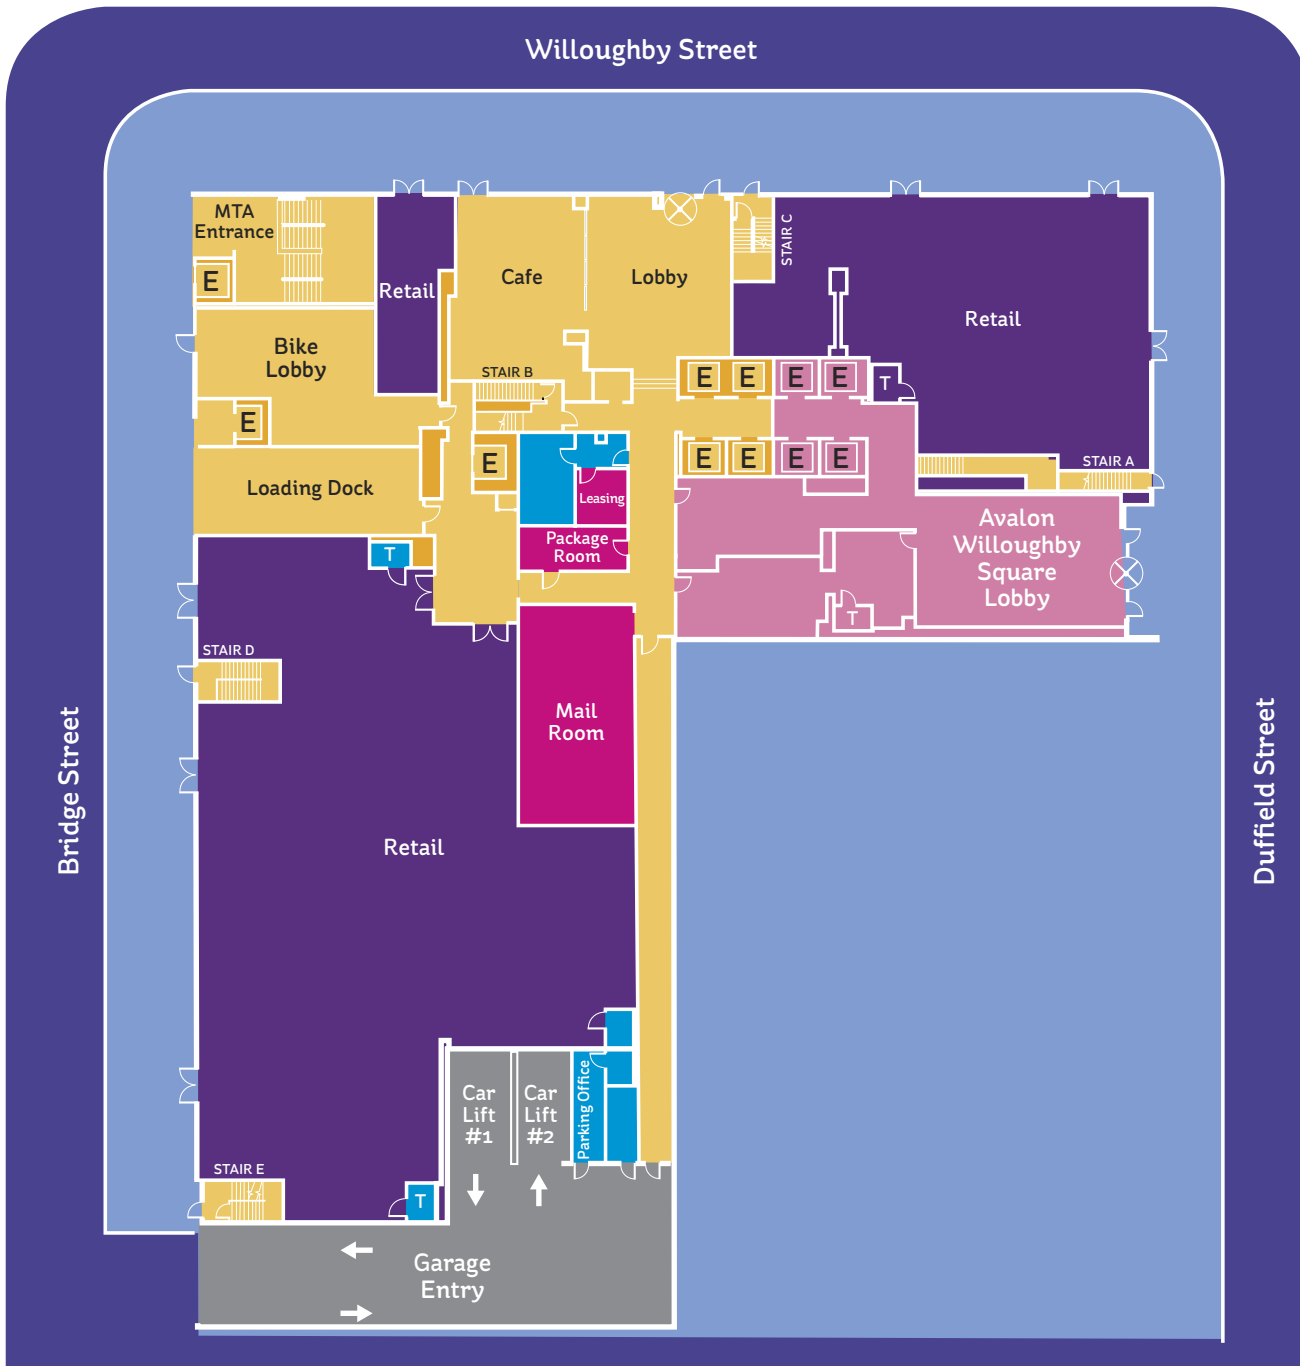 Willoughby Street
MTA
Entrance
STAIR C
E
Retail
Cafe
Lobby
Retail
Bike
Lobby
STAIR B
E
E
E
E
T
E
E
E
E
E
E
STAIR A
Loading Dock
Leasing
Avalon
Willoughby
Square
Lobby
Package
Room
T
T
STAIR D
Mail
Room
Bridge Street
Duffield Street
Retail
Car
Lift
#1
Car
Lift
#2
Parking Office
STAIR E
T
Garage
Entry